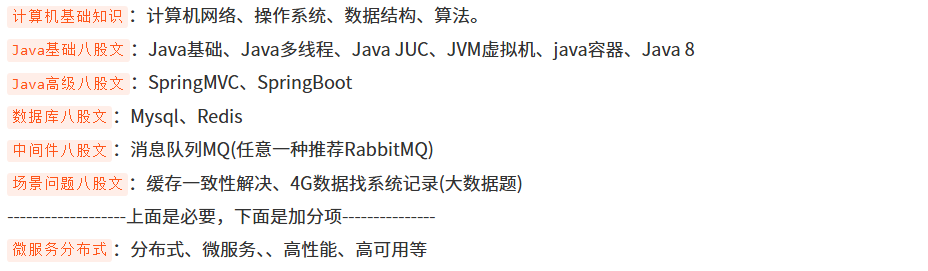 计算机基础知识：计算机网络、操作系统、数据结构、算法。
Java基础八股文：Java基础、Java多线程、Java JUC、JVM虚拟机、java容器、Java 8
Java高级八股文：SpringMVC、SpringBoot
数据库八股文：Mysql、Redis
中间件八股文：消息队列MQ(任意一种推荐RabbitMQ)
场景问题八股文：缓存一致性解决、4G数据找系统记录(大数据题)
-------------------上面是必要，下面是加分项---------------
微服务分布式：分布式、微服务、、高性能、高可用等